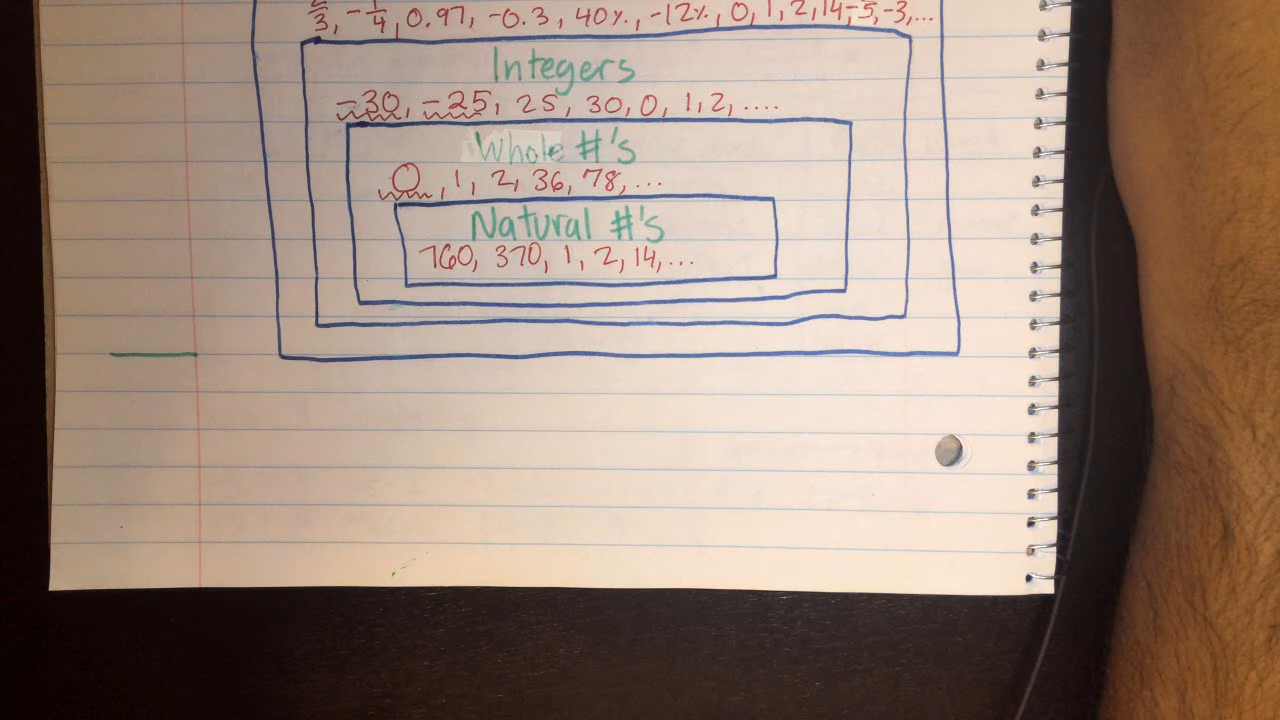 2/3, -1/4, 0.97, -0.3, 40%, -12%, 0, 1, 2, 14, -5, -3, ...
Integers
-30, -25, 25, 30, 0, 1, 2, ....
Whole #'s
0, 1, 2, 36, 78, ...
Natural #'s
760, 370, 1, 2, 14, ...